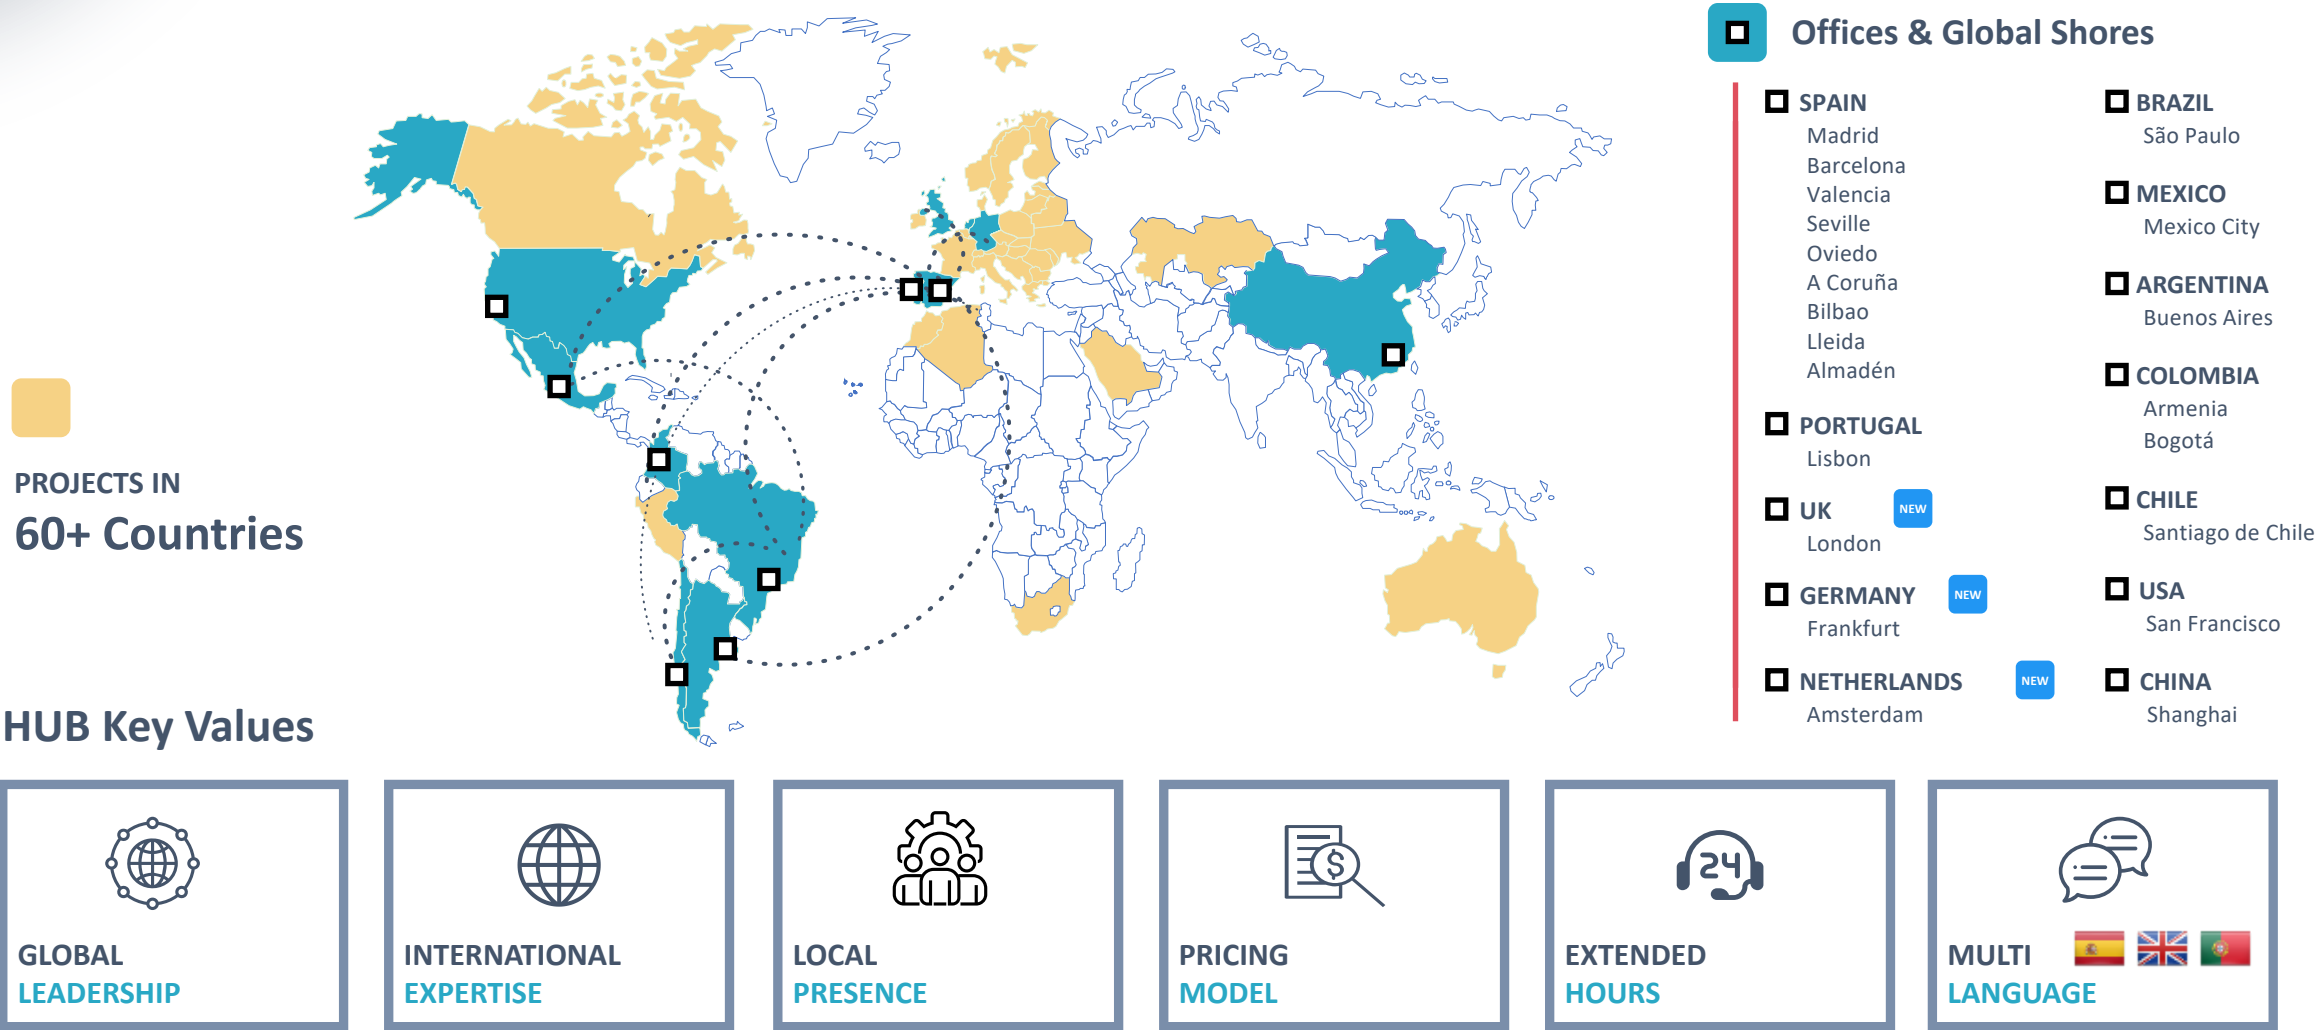 Offices & Global Shores
SPAIN
Madrid
Barcelona
Valencia
Seville
Oviedo
A Coruña
Bilbao
Lleida
Almadén
PORTUGAL
Lisbon
UK
NEW
London
GERMANY
NEW
Frankfurt
NETHERLANDS
NEW
Amsterdam
BRAZIL
São Paulo
MEXICO
Mexico City
ARGENTINA
Buenos Aires
COLOMBIA
Armenia
Bogotá
CHILE
Santiago de Chile
USA
San Francisco
CHINA
Shanghai
PROJECTS IN
60+ Countries
HUB Key Values
GLOBAL
LEADERSHIP
INTERNATIONAL
EXPERTISE
LOCAL
PRESENCE
$
PRICING
MODEL
24
EXTENDED
HOURS
MULTI
LANGUAGE